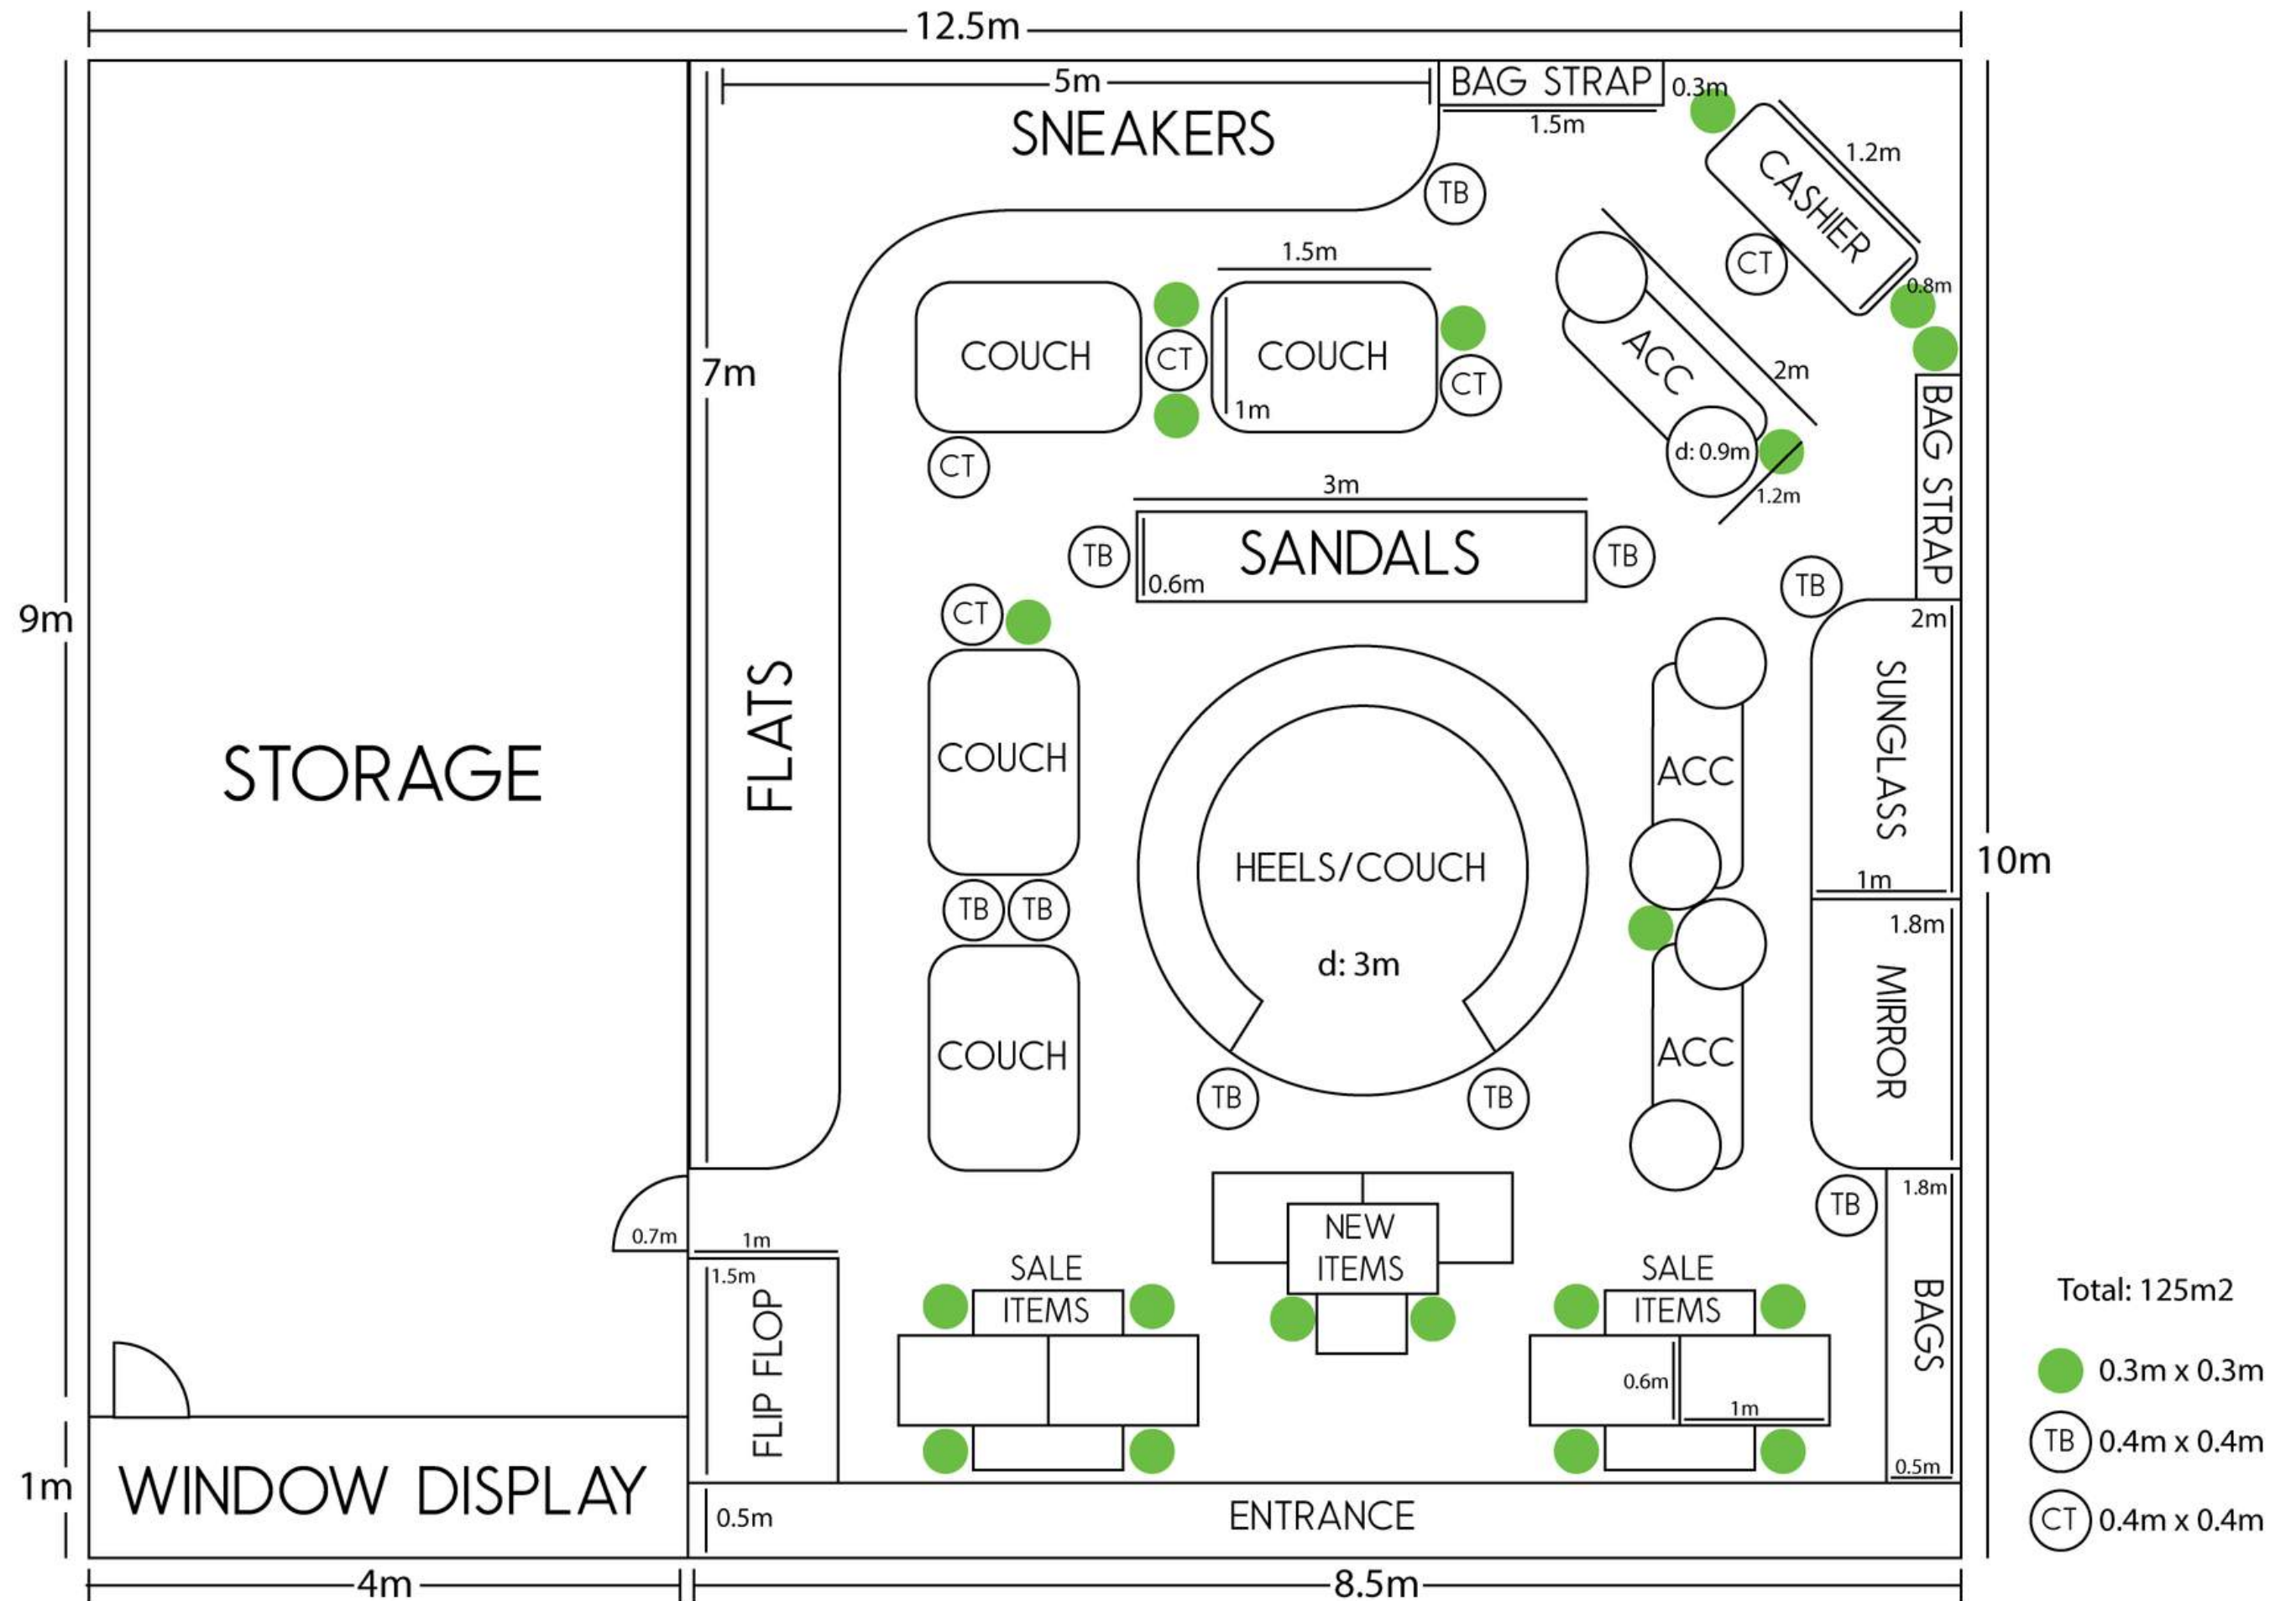 12.5m
5m
BAG STRAP
0.3m
1.5m
SNEAKERS
TB
CASHIER
1.2m
0.8m
CT
1.5m
COUCH
CT
COUCH
1m
CT
ACC
2m
d: 0.9m
1.2m
BAG STRAP
7m
CT
3m
TB
SANDALS
0.6m
TB
TB
9m
CT
2m
SUNGLASS
1m
STORAGE
FLATS
COUCH
ACC
HEELS/COUCH
d: 3m
10m
TB
TB
1.8m
MIRROR
COUCH
ACC
TB
TB
1.8m
TB
BAGS
0.5m
0.7m
1m
1.5m
FLIP FLOP
NEW
ITEMS
SALE
ITEMS
SALE
ITEMS
0.6m
1m
Total: 125m2
0.3m x 0.3m
TB 0.4m x 0.4m
CT 0.4m x 0.4m
1m
WINDOW DISPLAY
0.5m
ENTRANCE
4m
8.5m